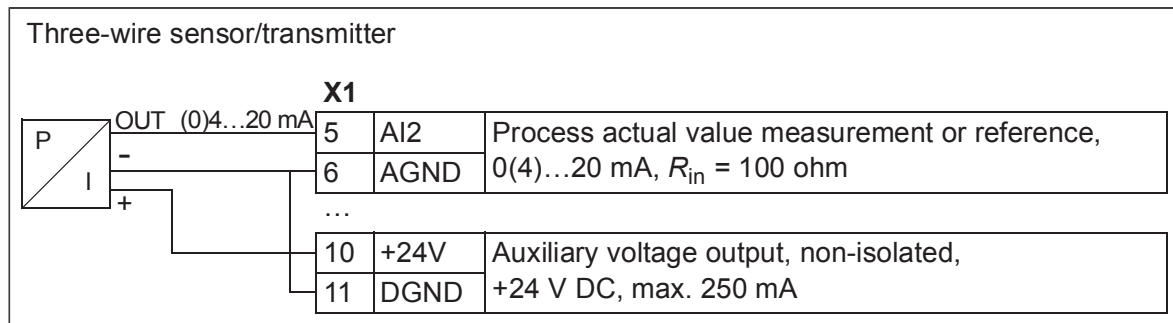 Three-wire sensor/transmitter
X1
P
I
OUT (0)4…20 mA
-
+
5 AI2 Process actual value measurement or reference,
6 AGND 0(4)…20 mA, Rin = 100 ohm
…
10 +24V Auxiliary voltage output, non-isolated,
11 DGND +24 V DC, max. 250 mA